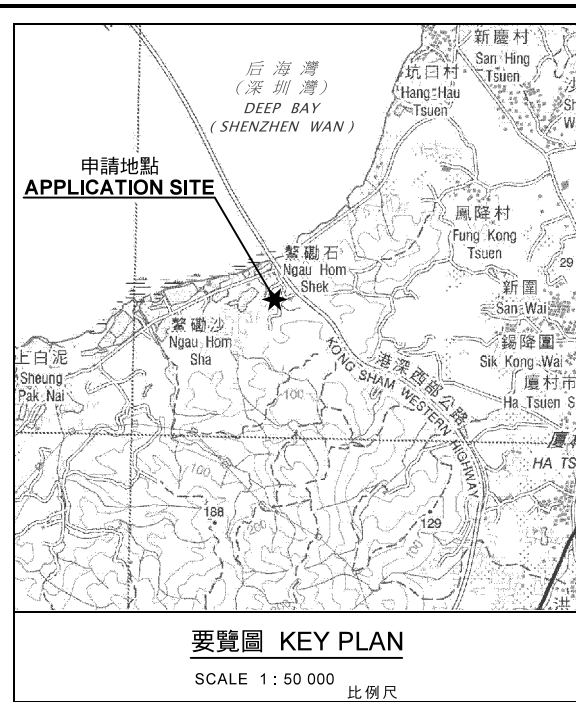 新慶村
San Hing
Tsuen
坑口村
Hang Hau
Tsuen
后海灣
(深圳灣)
DEEP BAY
(SHENZHEN WAN)
申請地點
APPLICATION SITE
鳳降村
Fung Kong
Tsuen
29
鰲磡石
Ngau Hom
Shek
新圍
San Wai
鰲磡沙
Ngau Hom
Sha
錫降圍
Sik Kong Wai
上白泥
Sheung
Pak Nai
港深西部公路
KONG SHAM WESTERN HIGHWAY
廈村市
Ha Tsuen S
HA TS
100
100
188
200
129
100
洪
要覽圖 KEY PLAN
SCALE 1 : 50 000
比例尺